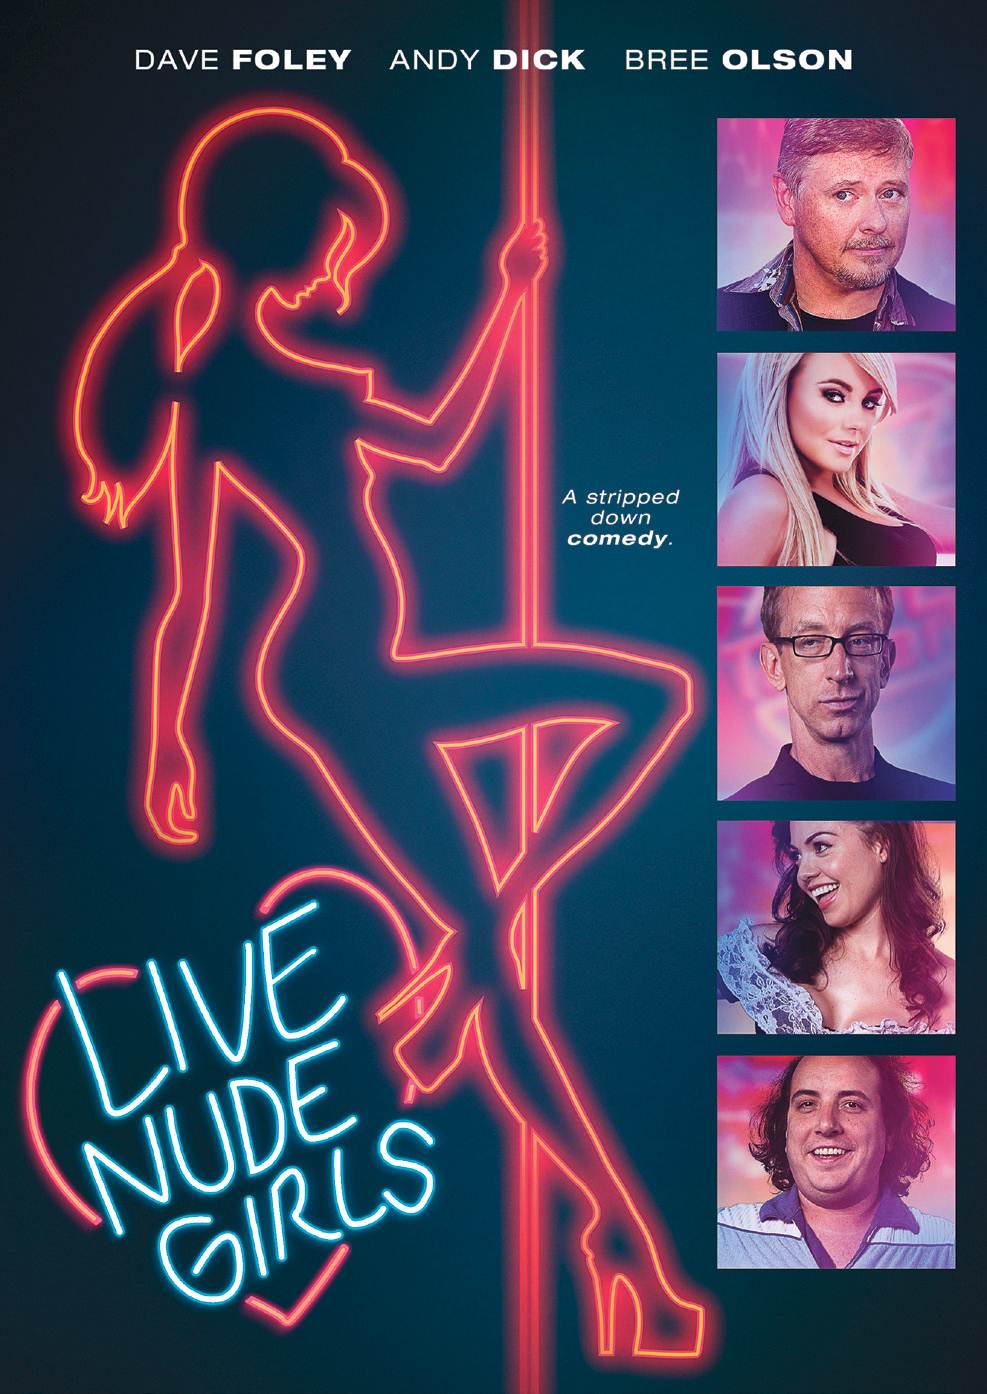 DAVE FOLEY ANDY DICK BREE OLSON
A stripped
down
comedy.
LIVE
NUDE
GIRLS